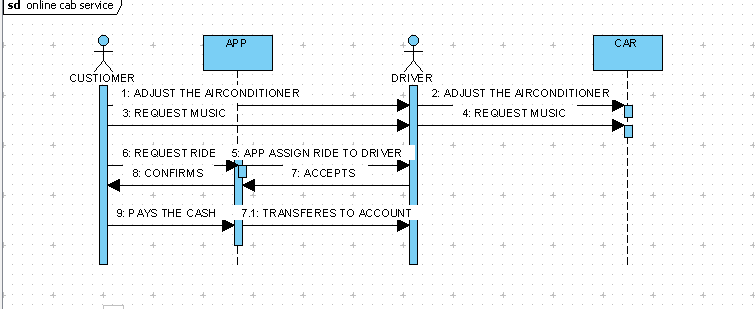 sd online cab service
APP
CAR
CUSTIOMER
DRIVER
1: ADJUST THE AIRCONDITIONER
2: ADJUST THE AIRCONDITIONER
3: REQUEST MUSIC
4: REQUEST MUSIC
6: REQUEST RIDE
5: APP ASSIGN RIDE TO DRIVER
8: CONFIRMS
7: ACCEPTS
9: PAYS THE CASH
7.1: TRANSFERES TO ACCOUNT